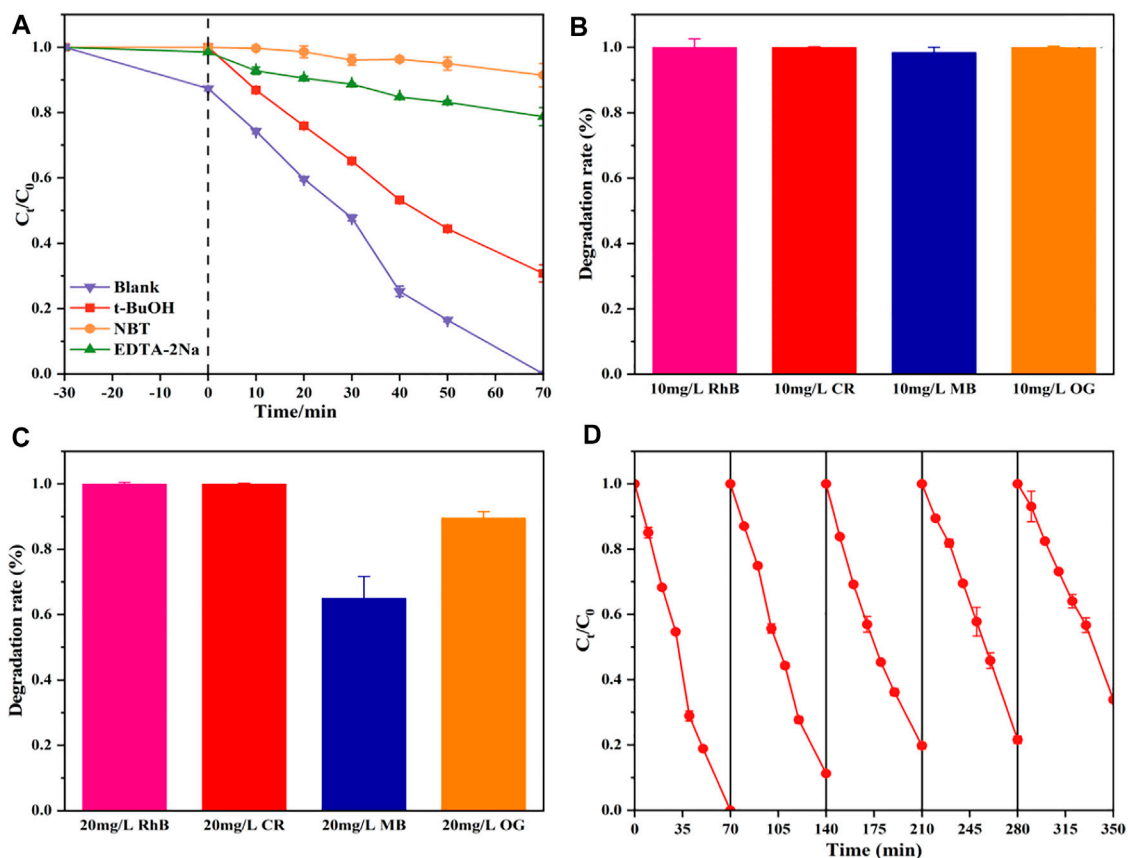 A
1.0
0.8
0.6
0.4
0.2
0.0
Ct/C0
Blank
t-BuOH
NBT
EDTA-2Na
-30 -20 -10 0 10 20 30 40 50 60 70
Time/min
B
1.0
0.8
0.6
0.4
0.2
0.0
Degradation rate (%)
10mg/L RhB 10mg/L CR 10mg/L MB 10mg/L OG
C
1.0
0.8
0.6
0.4
0.2
0.0
Degradation rate (%)
20mg/L RhB 20mg/L CR 20mg/L MB 20mg/L OG
D
1.0
0.8
0.6
0.4
0.2
0.0
Ct/C0
0 35 70 105 140 175 210 245 280 315 350
Time (min)